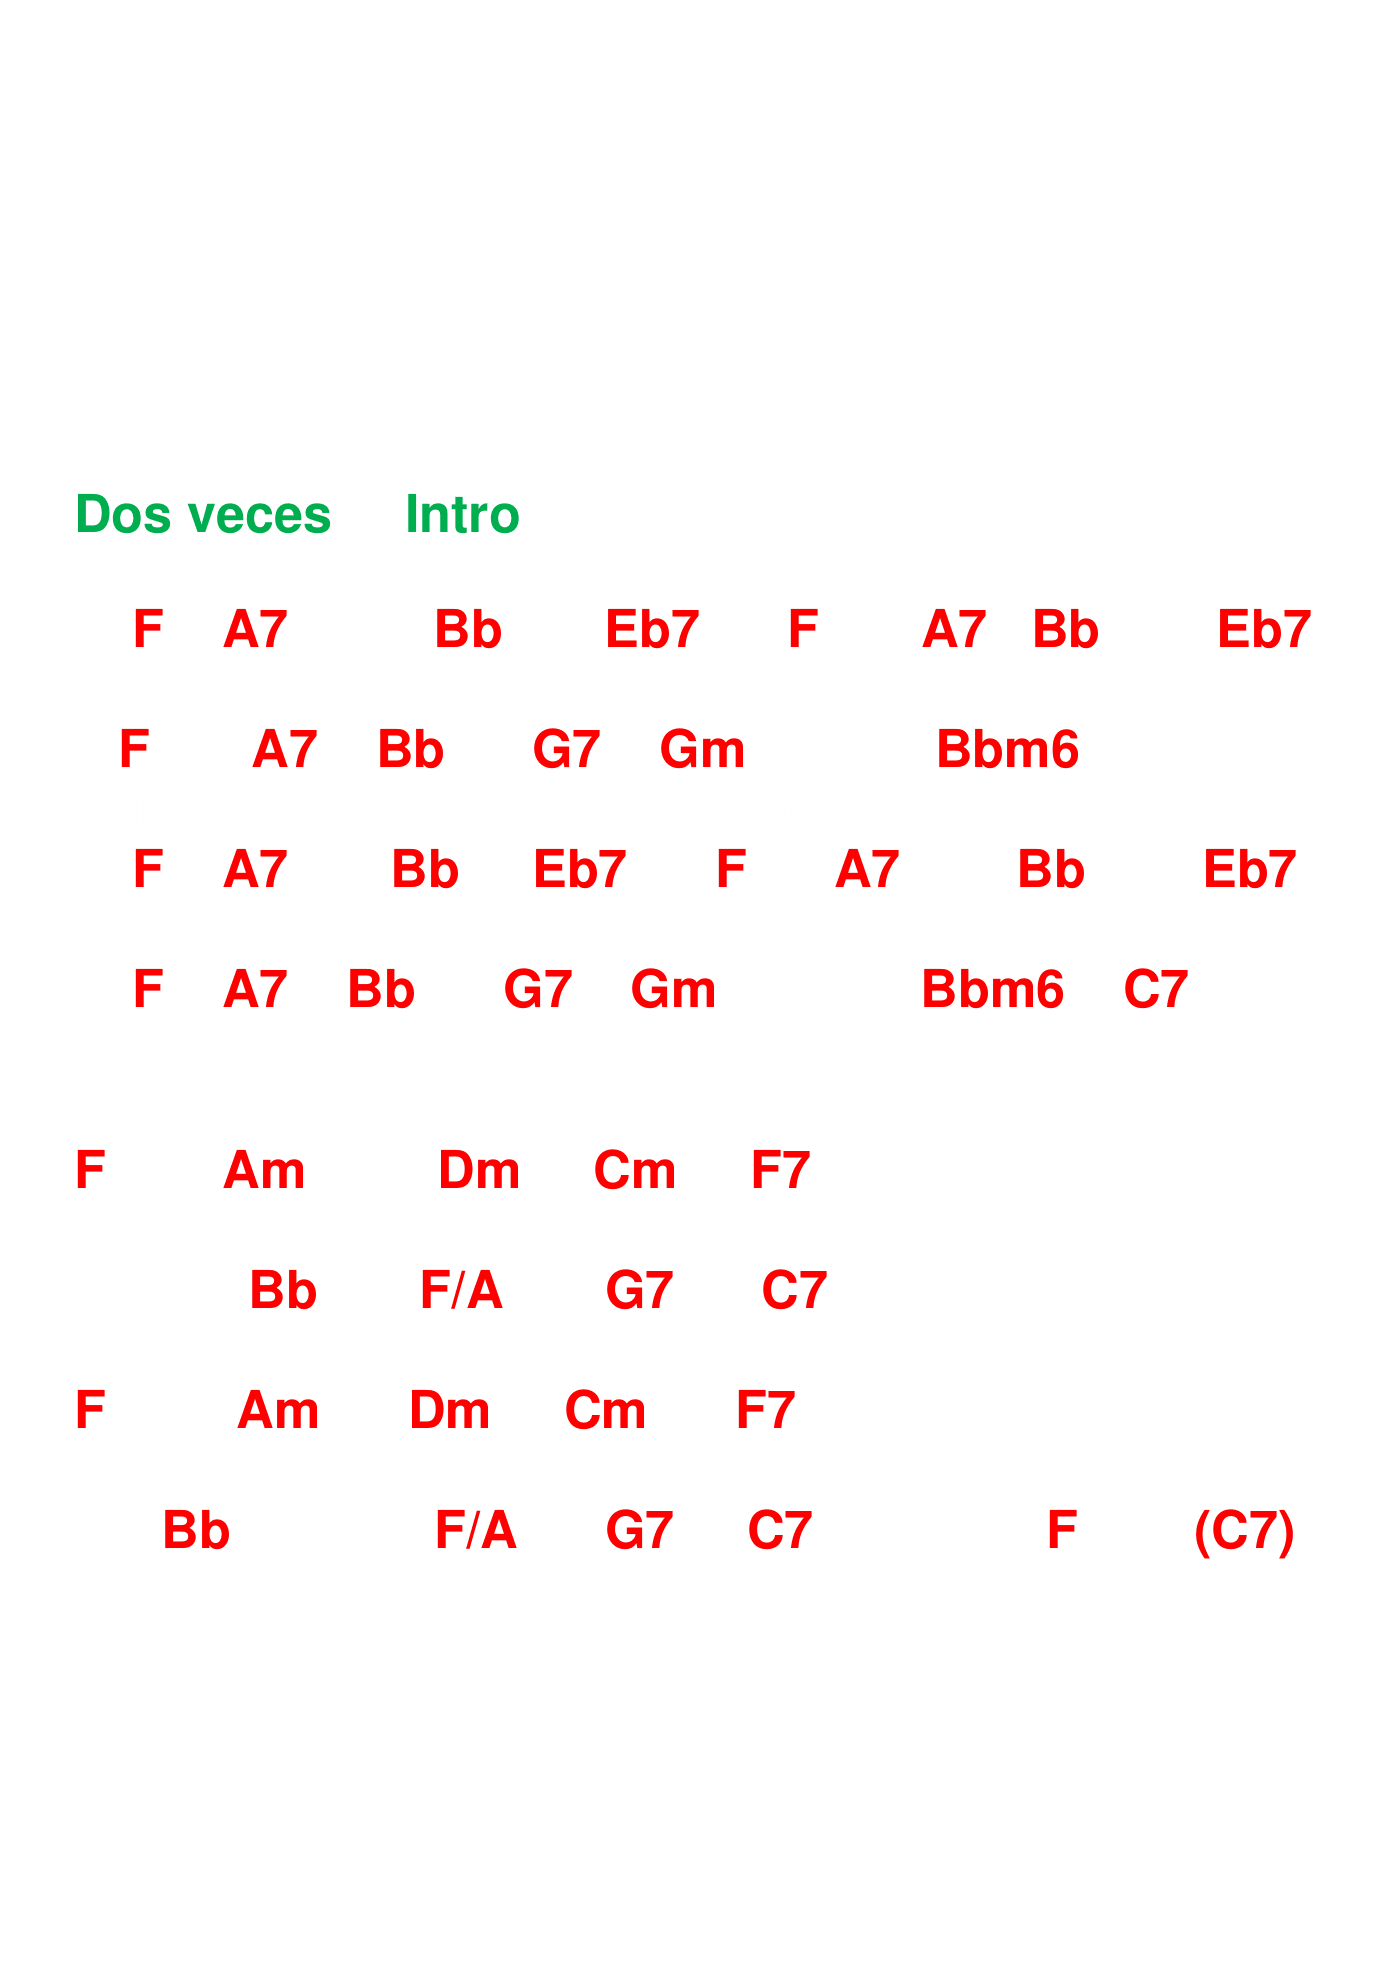 Dos veces Intro
F A7 Bb Eb7 F A7 Bb Eb7
F A7 Bb G7 Gm Bbm6
F A7 Bb Eb7 F A7 Bb Eb7
F A7 Bb G7 Gm Bbm6 C7
F Am Dm Cm F7
Bb F/A G7 C7
F Am Dm Cm F7
Bb F/A G7 C7 F (C7)